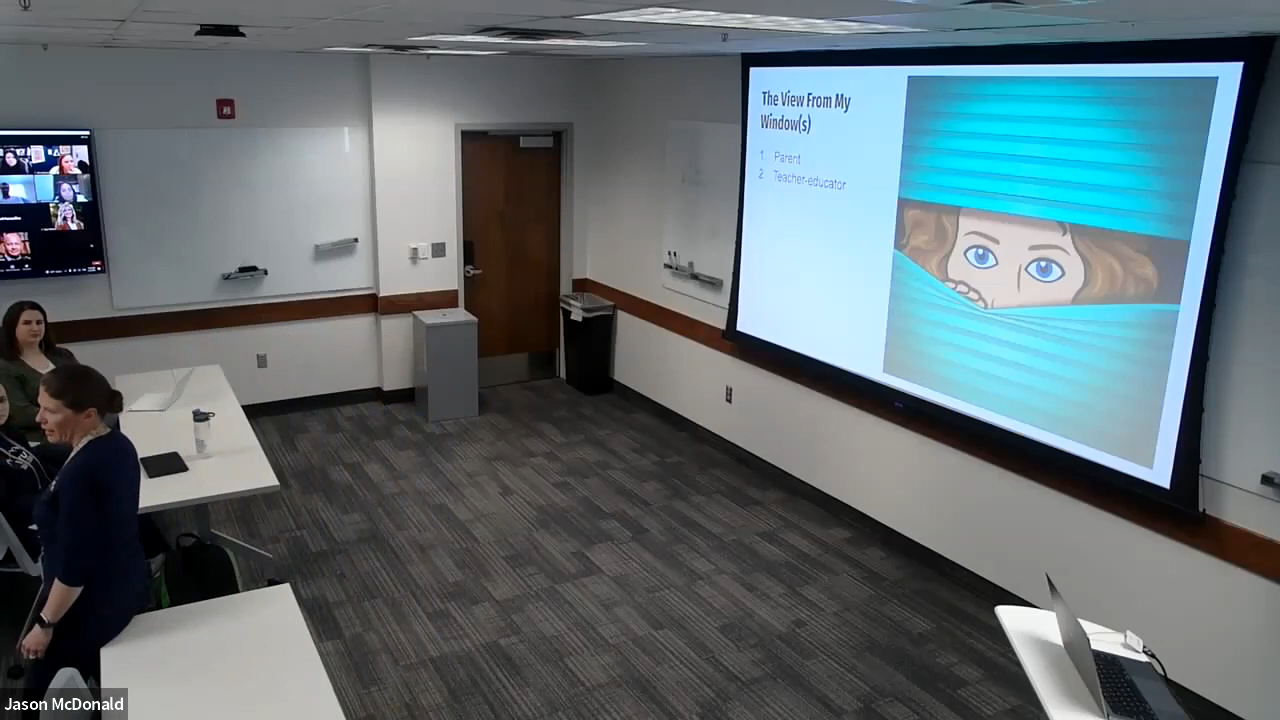 The View From My
Window(s)
1. Parent
2. Teacher-educator
Jason McDonald